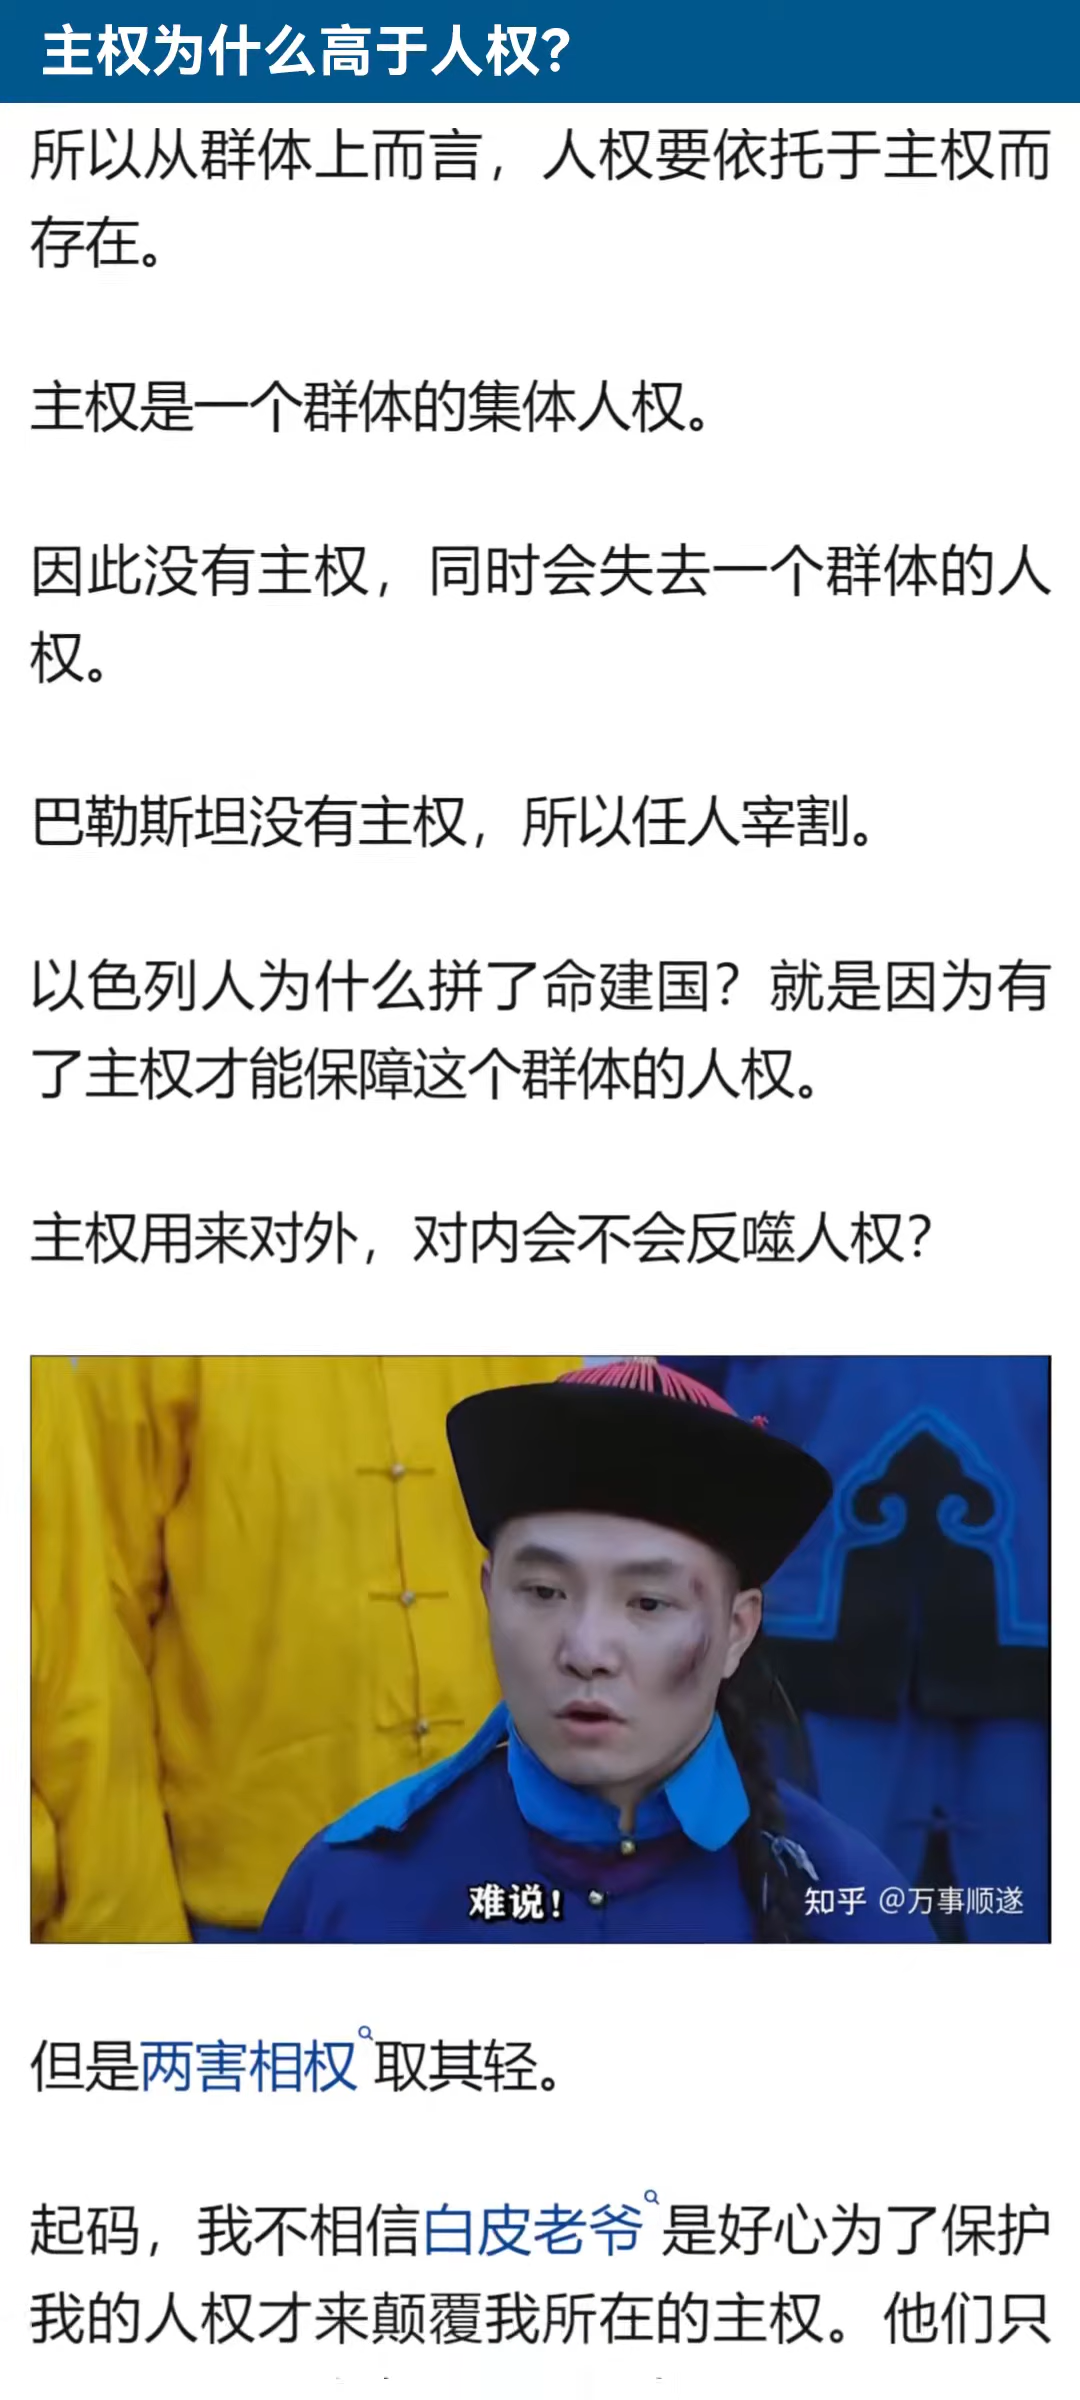 主权为什么高于人权？
所以从群体上而言，人权要依托于主权而
存在。
主权是一个群体的集体人权。
因此没有主权，同时会失去一个群体的人
权。
巴勒斯坦没有主权，所以任人宰割。
以色列人为什么拼了命建国？就是因为有
了主权才能保障这个群体的人权。
主权用来对外，对内会不会反噬人权？
难说！
知乎 @万事顺遂
但是两害相权取其轻。
起码，我不相信白皮老爷是好心为了保护
我的人权才来颠覆我所在的主权。他们只